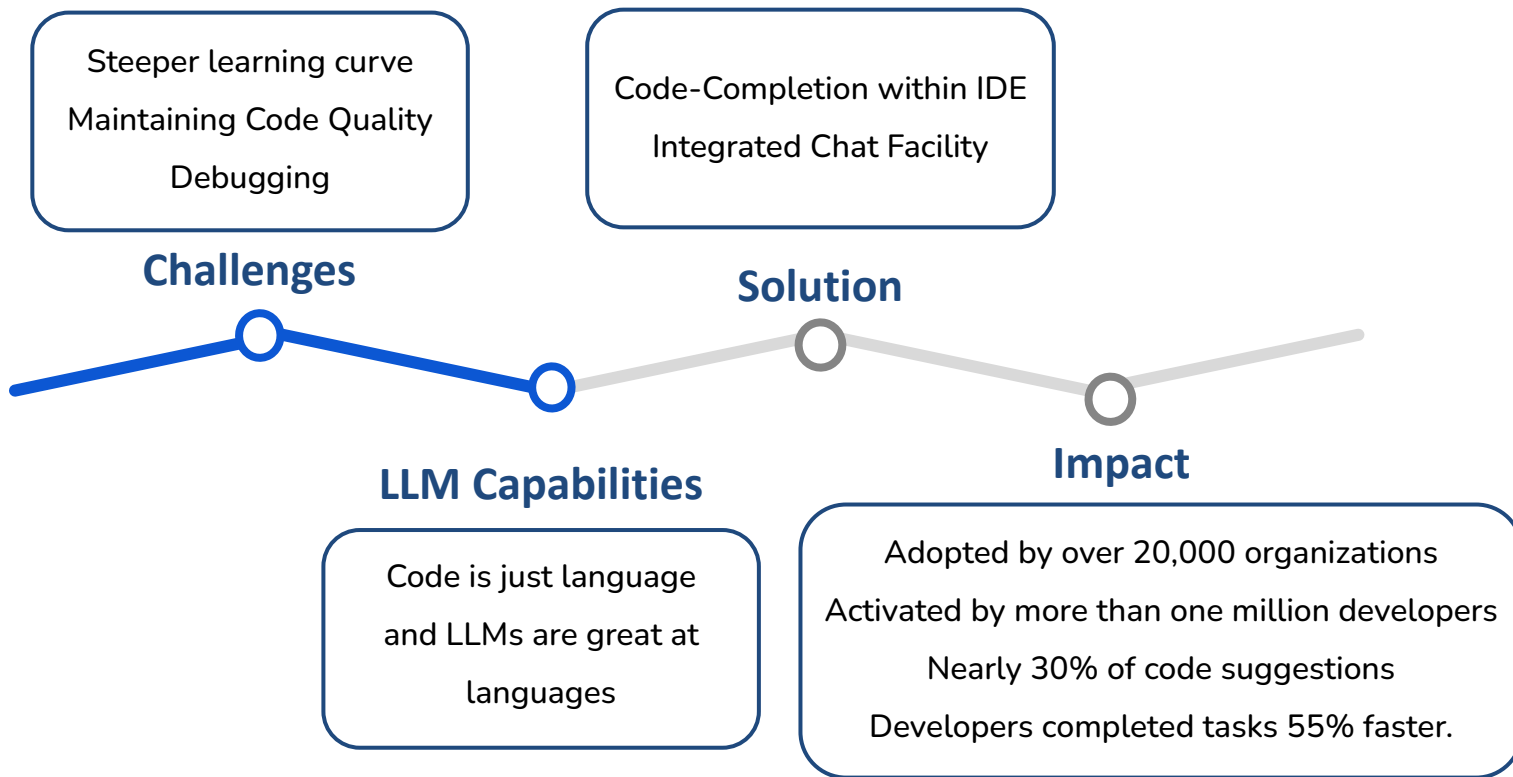 Steeper learning curve
Maintaining Code Quality
Debugging
Challenges
LLM Capabilities
Code is just language
and LLMs are great at
languages
Code-Completion within IDE
Integrated Chat Facility
Solution
Impact
Adopted by over 20,000 organizations
Activated by more than one million developers
Nearly 30% of code suggestions
Developers completed tasks 55% faster.